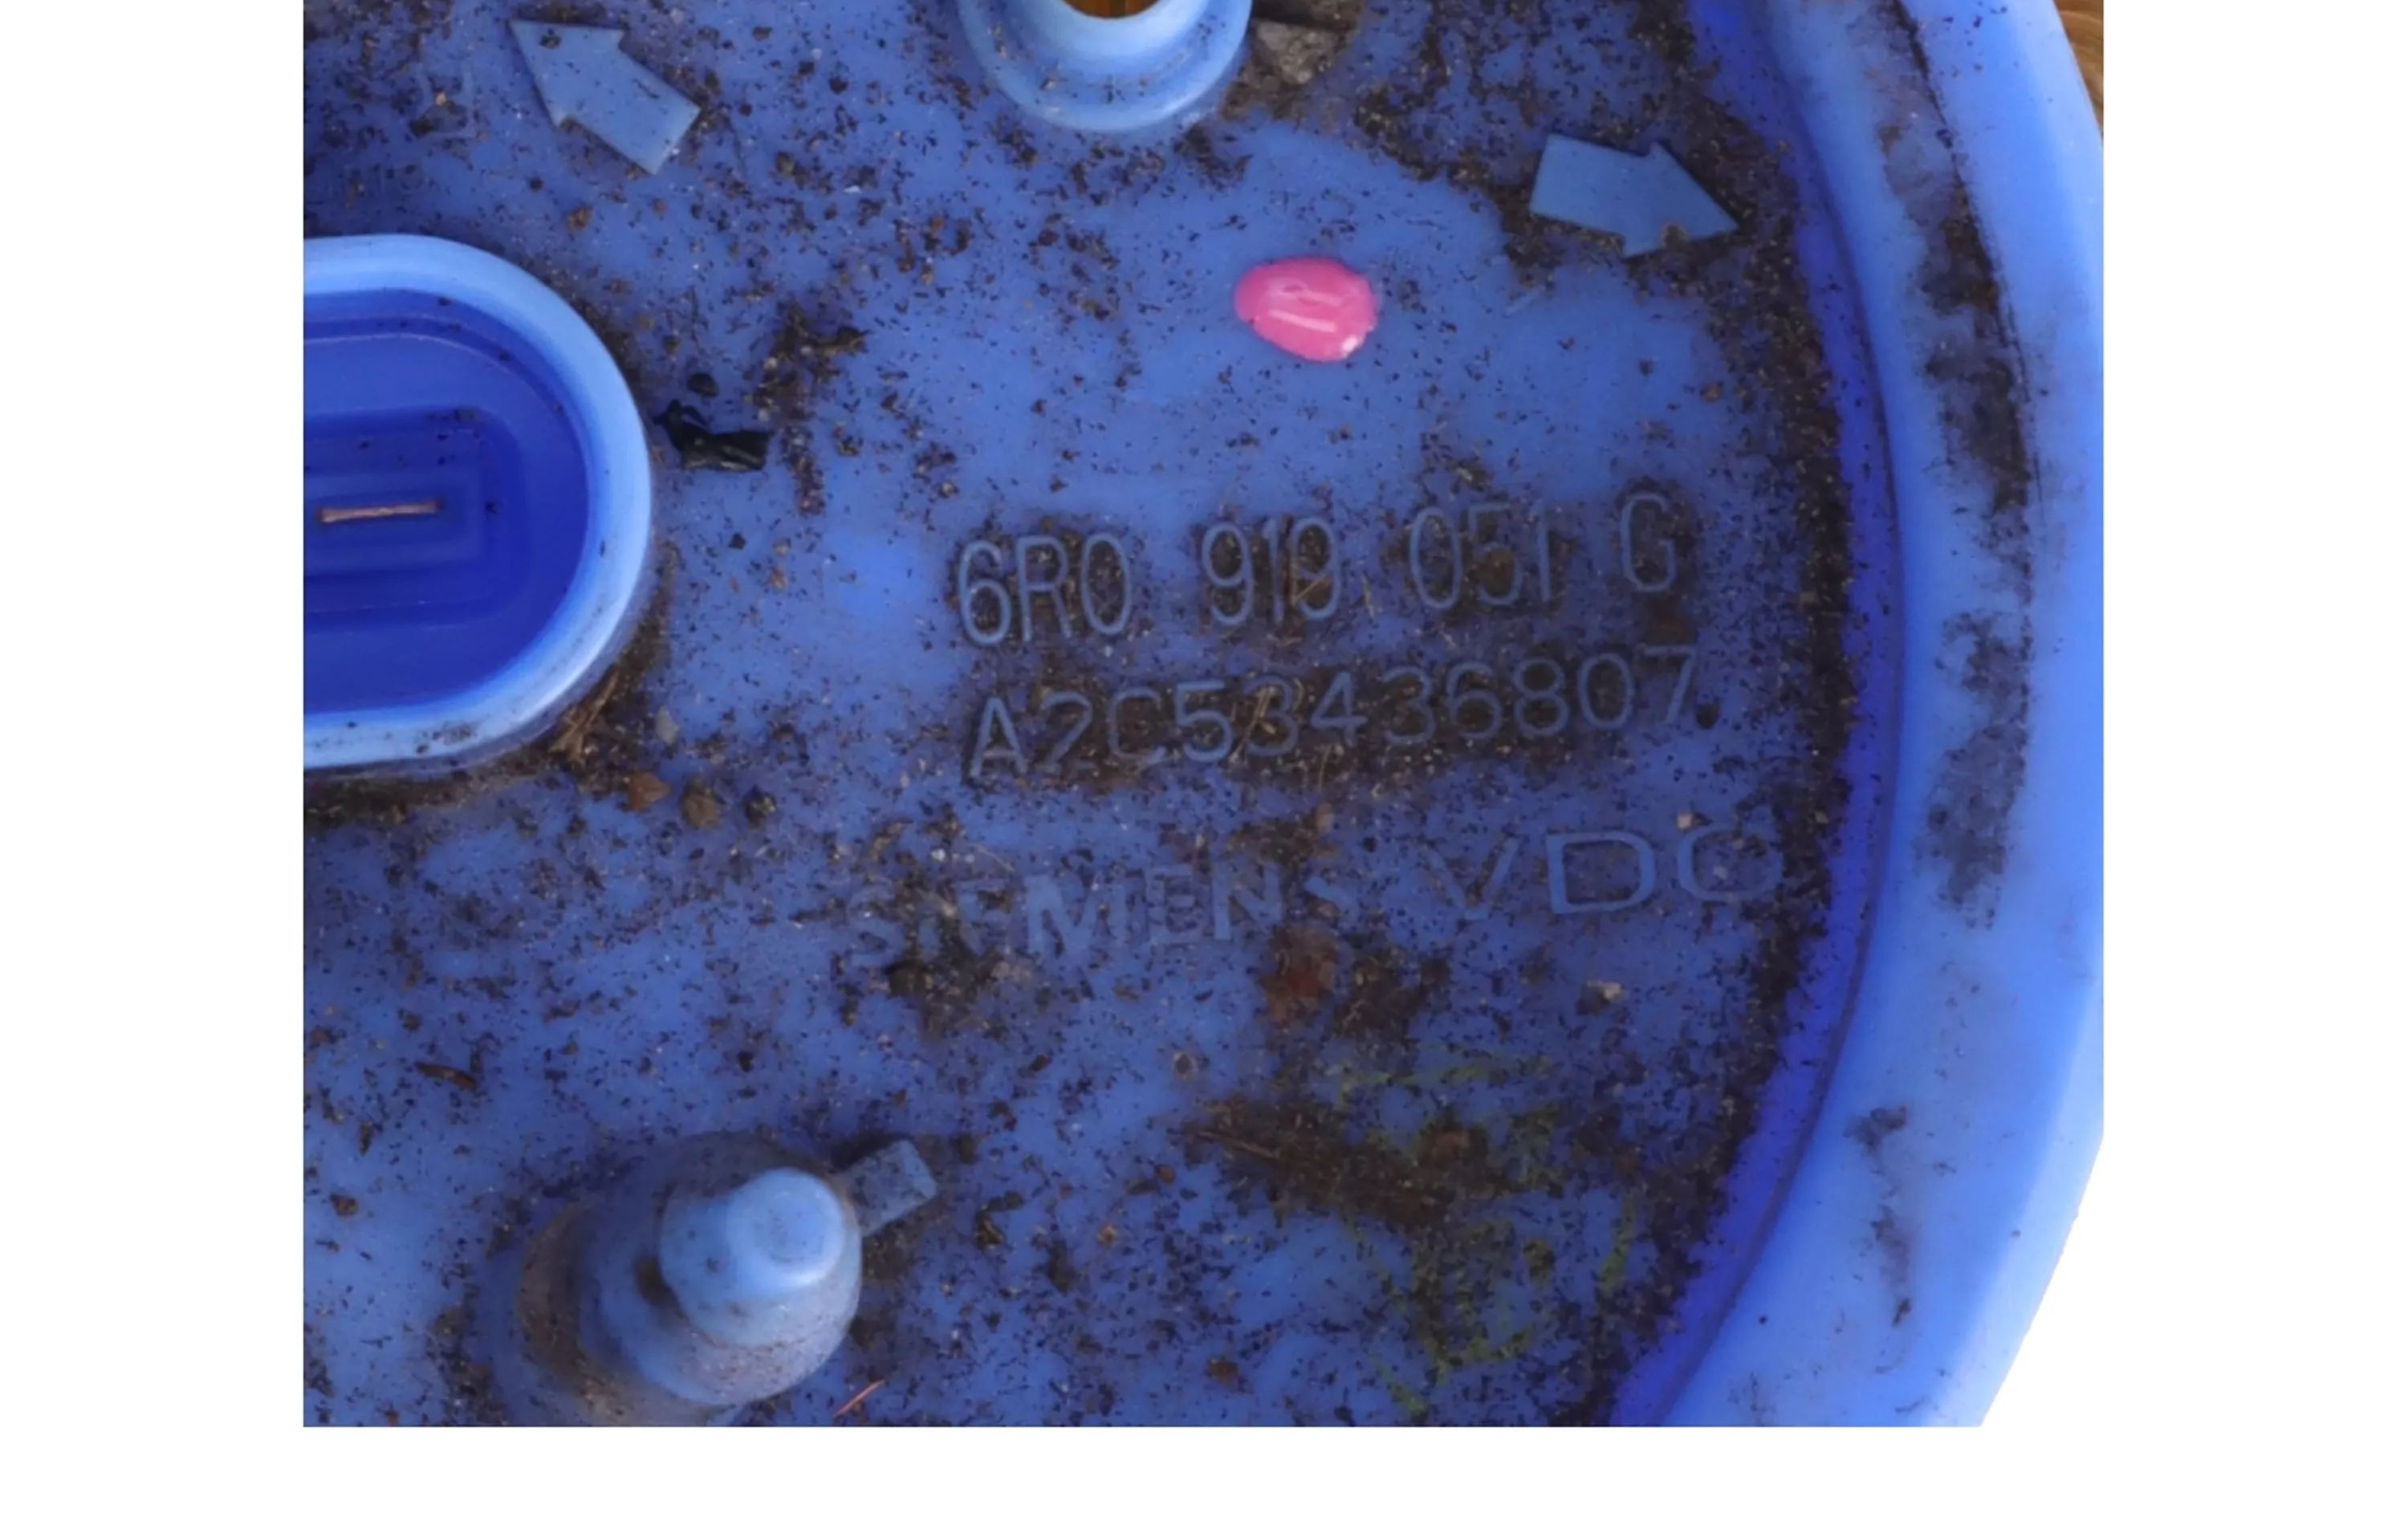 6R0 919 051 G
A2C53436807
SIEMENS VDO